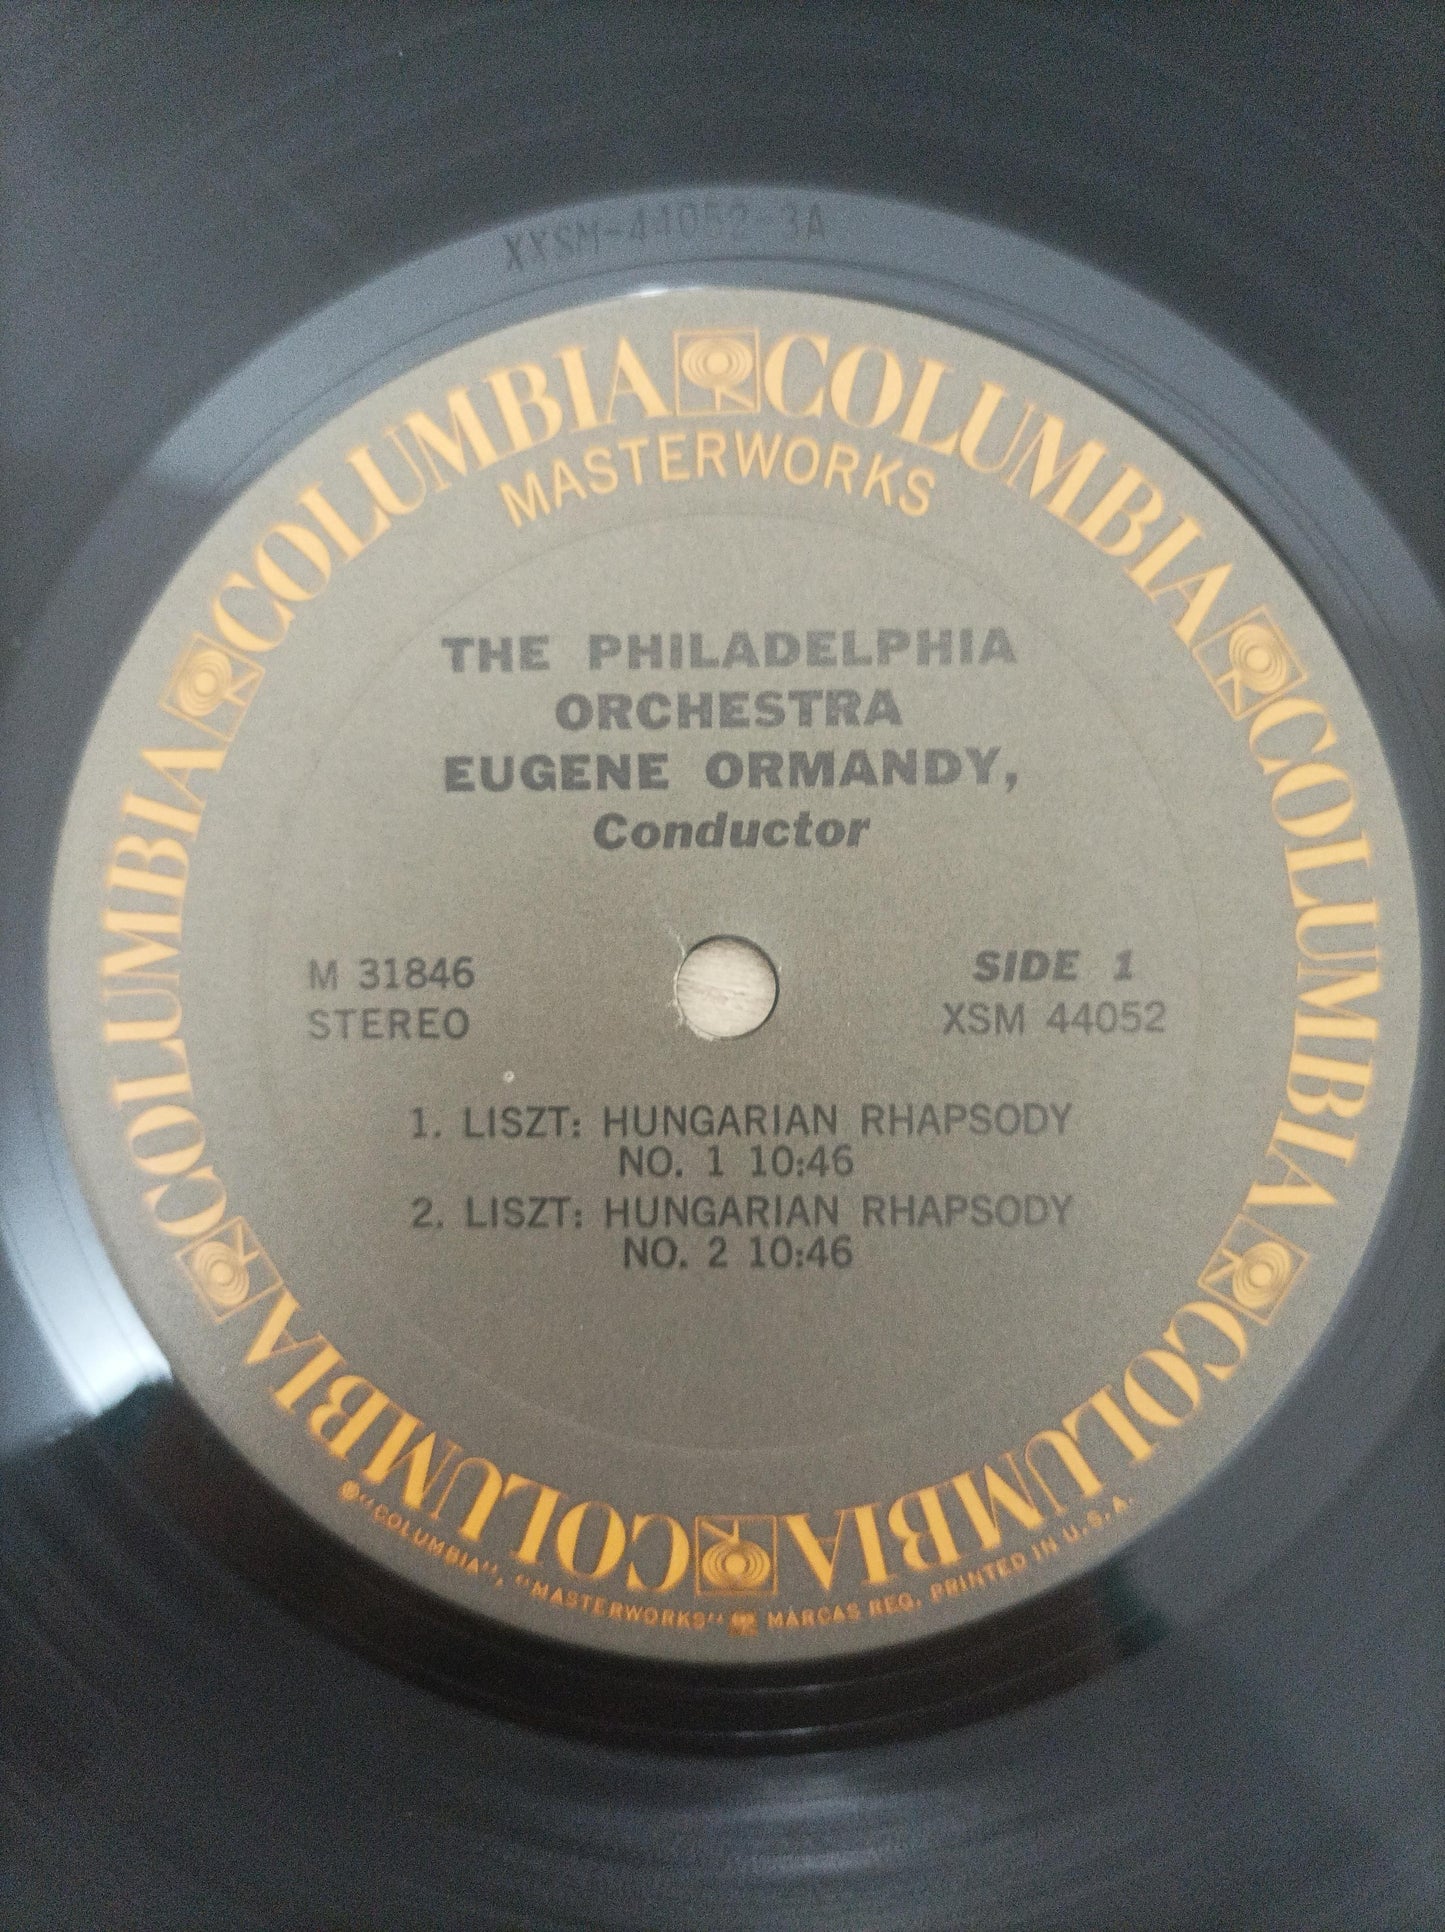 XXSM-44052-3A
COLUMBIA COLUMBIA COLUMBIA COLUMBIA COLUMBIA COLUMBIA
MASTERWORKS
THE PHILADELPHIA
ORCHESTRA
EUGENE ORMANDY,
Conductor
M 31846
STEREO
SIDE 1
XSM 44052
1. LISZT: HUNGARIAN RHAPSODY
NO. 1 10:46
2. LISZT: HUNGARIAN RHAPSODY
NO. 2 10:46
®"COLUMBIA", "MASTERWORKS" MARCAS REG. PRINTED IN U.S.A.